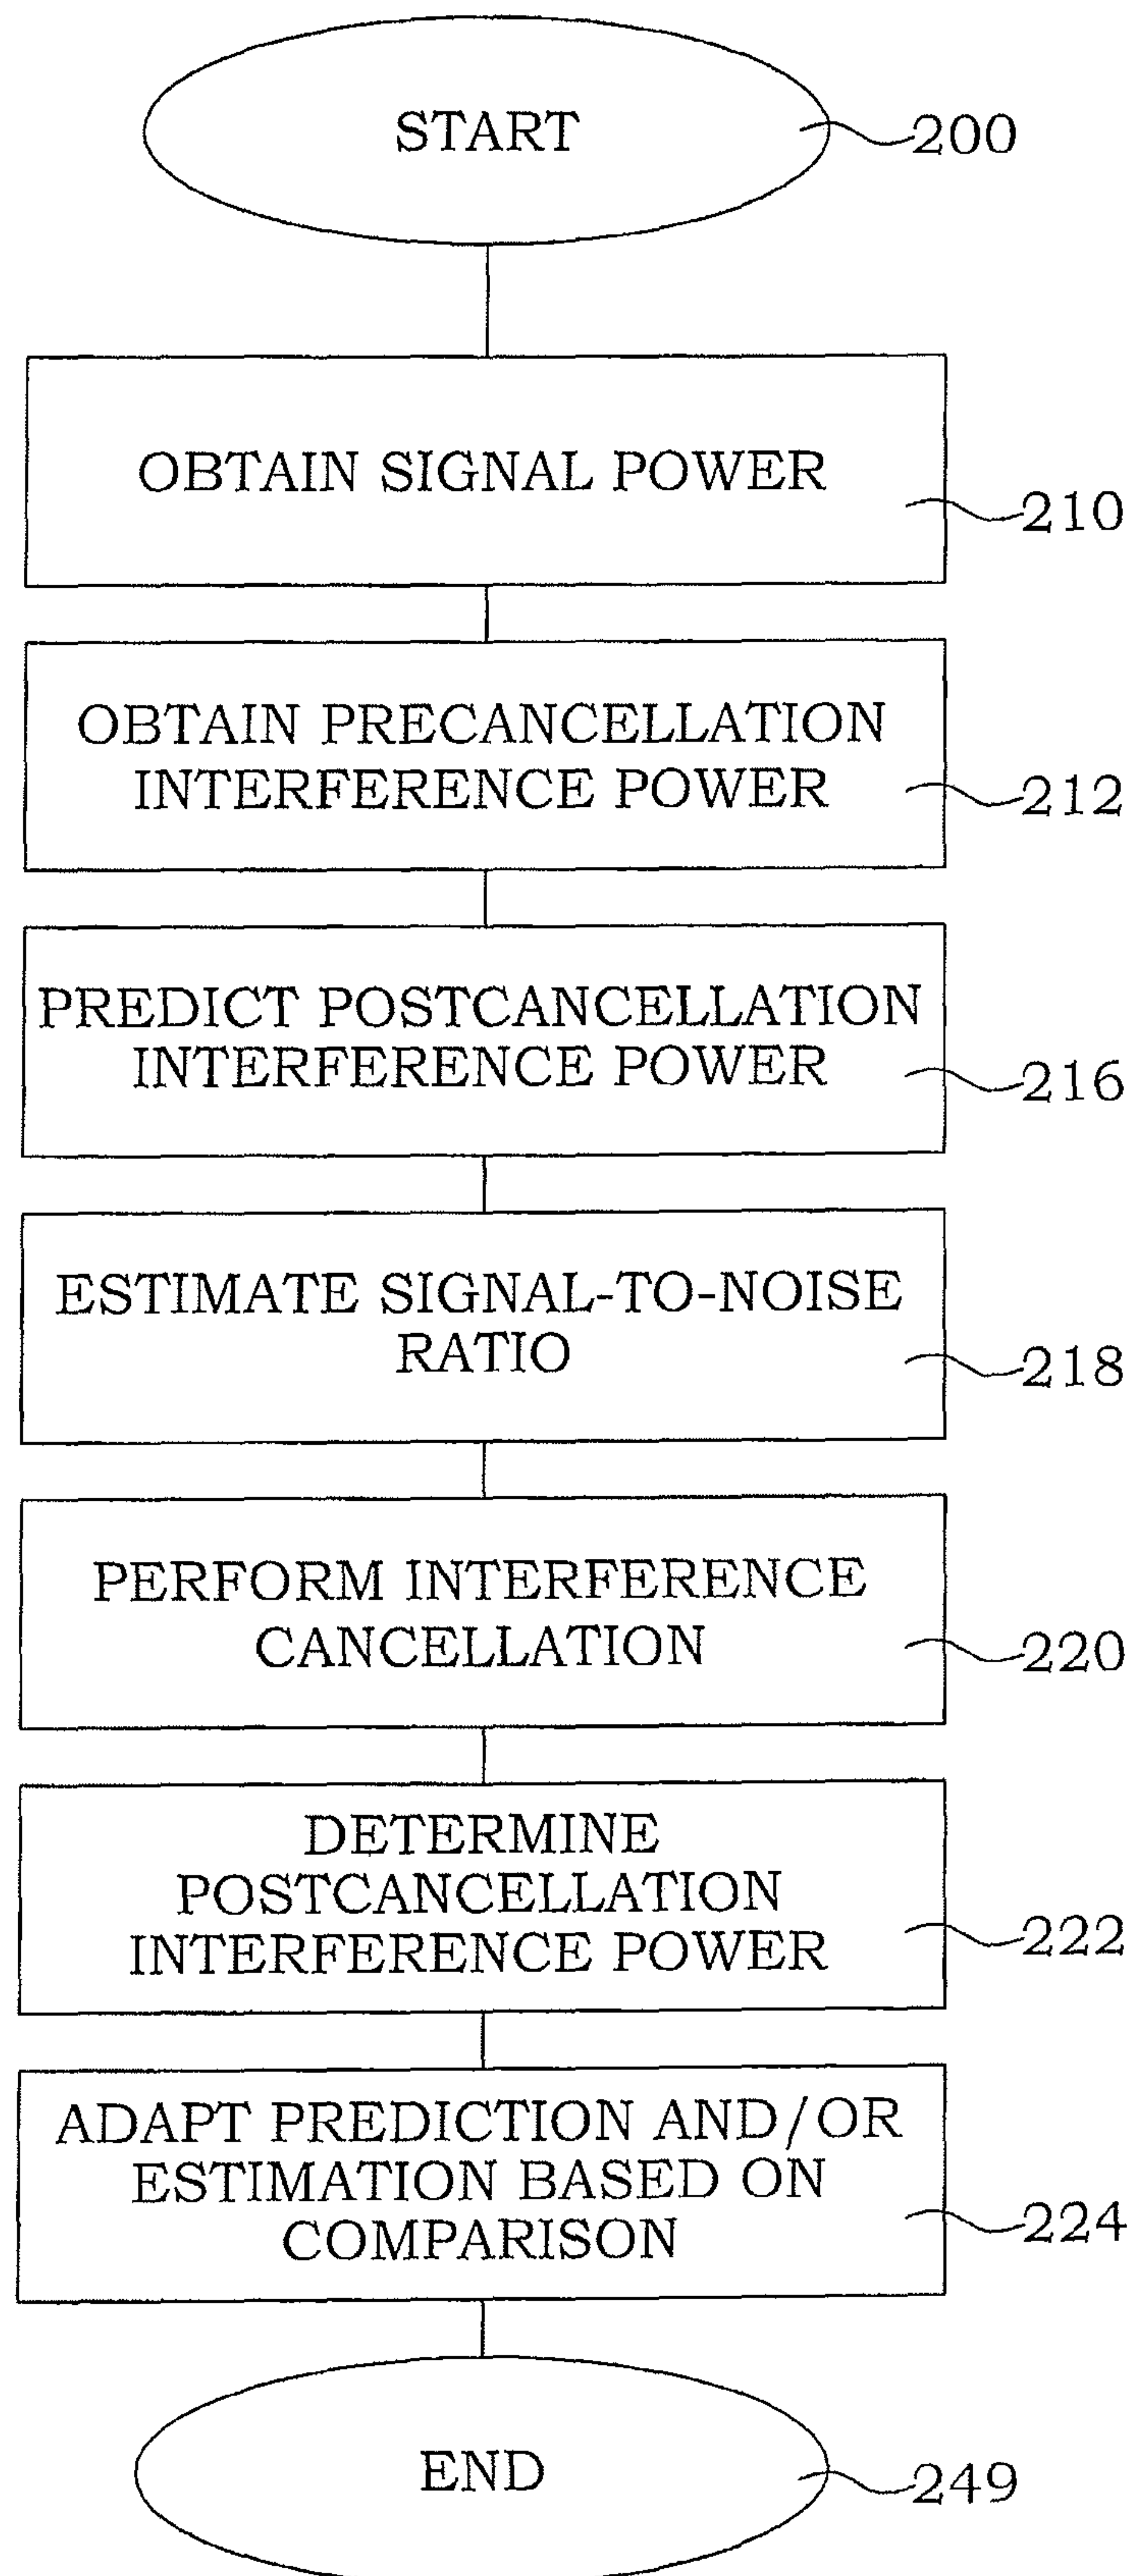 START
200
OBTAIN SIGNAL POWER
210
OBTAIN PRECANCELLATION
INTERFERENCE POWER
212
PREDICT POSTCANCELLATION
INTERFERENCE POWER
216
ESTIMATE SIGNAL-TO-NOISE
RATIO
218
PERFORM INTERFERENCE
CANCELLATION
220
DETERMINE
POSTCANCELLATION
INTERFERENCE POWER
222
ADAPT PREDICTION AND/OR
ESTIMATION BASED ON
COMPARISON
224
END
249